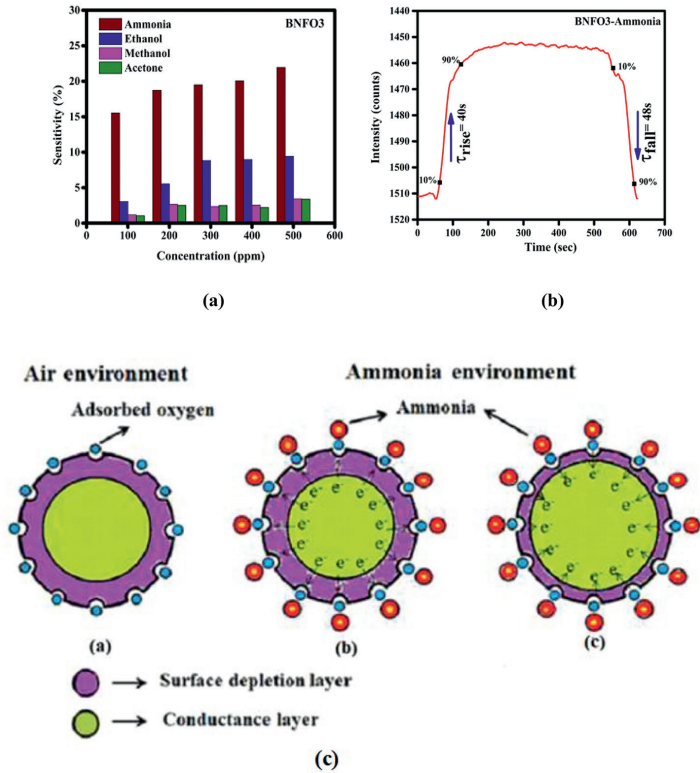 BNFO3
Ammonia
Ethanol
Methanol
Acetone
Sensitivity (%)
30
25
20
15
10
5
0
0 100 200 300 400 500 600
Concentration (ppm)
(a)
BNFO3-Ammonia
Intensity (counts)
1440
1450
1460
1470
1480
1490
1500
1510
1520
90%
10%
10%
90%
τrise= 40s
τfall= 48s
0 100 200 300 400 500 600 700
Time (sec)
(b)
Air environment
Adsorbed oxygen
Ammonia environment
Ammonia
e- e- e- e- e- e- e- e- e- e- e- e-
e- e- e- e- e- e- e- e- e- e- e- e-
(a)
(b)
(c)
Surface depletion layer
Conductance layer
(c)